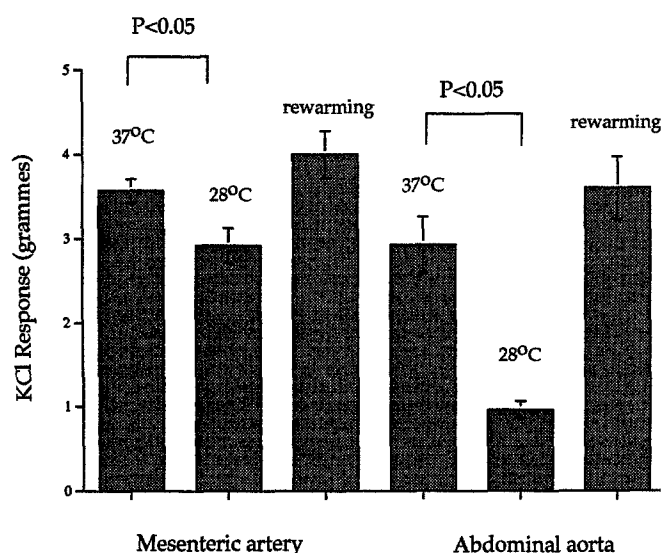 P<0.05
P<0.05
5
4
3
2
1
0
KCl Response (grammes)
37°C
28°C
rewarming
37°C
28°C
rewarming
Mesenteric artery
Abdominal aorta